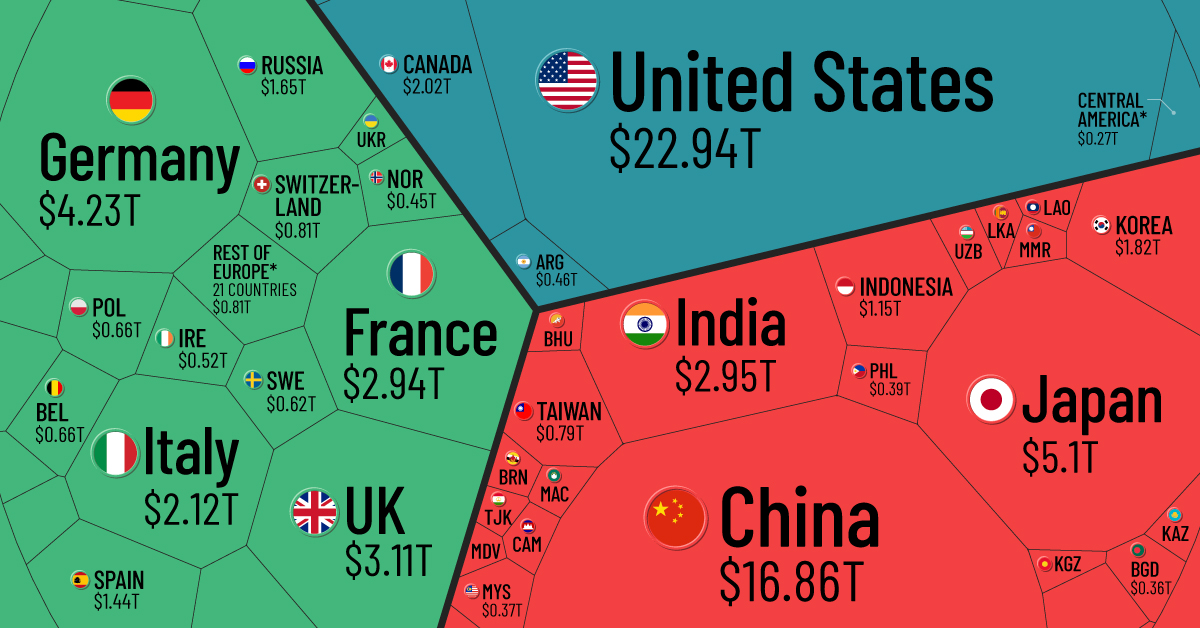 RUSSIA
$1.65T
Germany
$4.23T
UKR
SWITZER-
LAND
$0.81T
NOR
$0.45T
REST OF
EUROPE*
21 COUNTRIES
$0.81T
POL
$0.66T
IRE
$0.52T
France
$2.94T
SWE
$0.62T
BEL
$0.66T
Italy
$2.12T
UK
$3.11T
SPAIN
$1.44T
CANADA
$2.02T
United States
$22.94T
CENTRAL
AMERICA*
$0.27T
ARG
$0.46T
UZB
LKA
LAO
MMR
KOREA
$1.82T
INDONESIA
$1.15T
India
$2.95T
BHU
PHL
$0.39T
Japan
$5.1T
TAIWAN
$0.79T
BRN
MAC
TJK
CAM
MDV
MYS
$0.37T
China
$16.86T
KAZ
KGZ
BGD
$0.36T